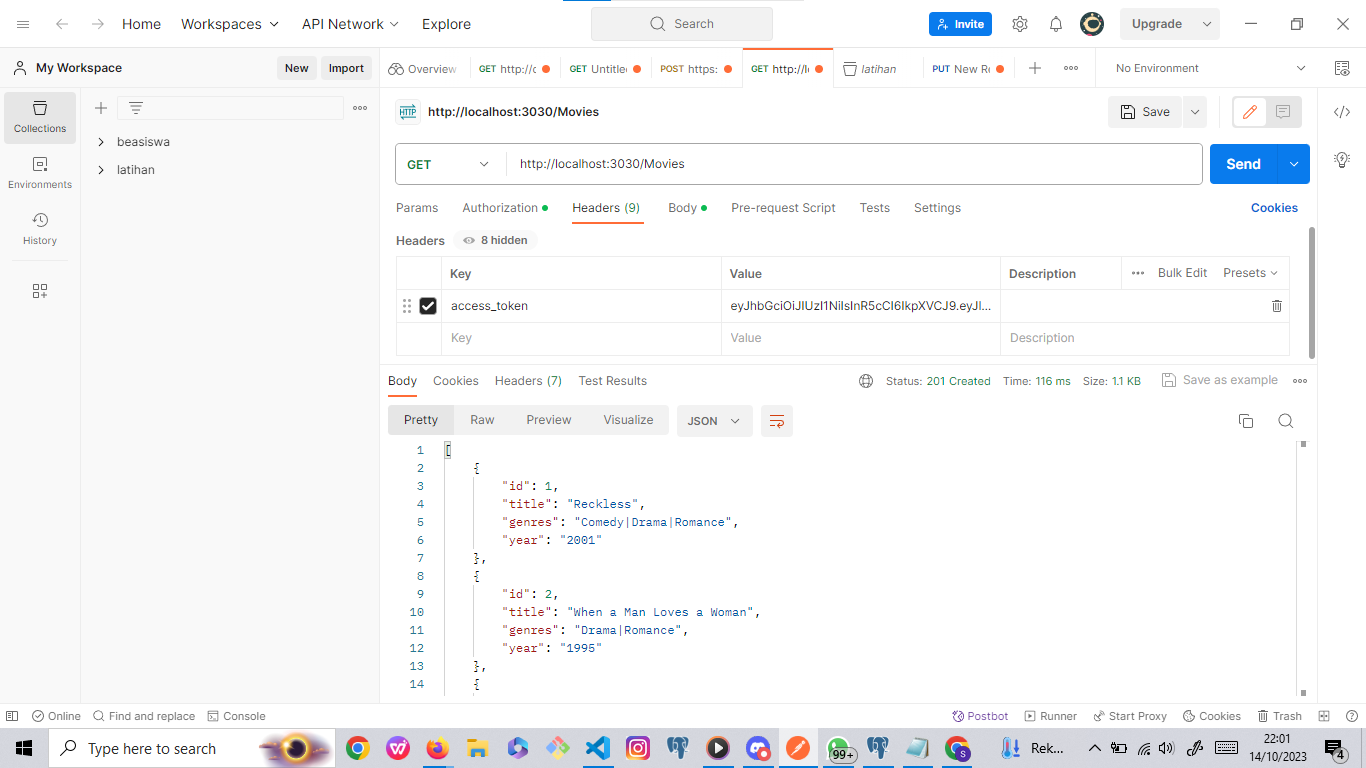 Home Workspaces API Network Explore Search Invite Upgrade
My Workspace New Import Overview GET http://c GET Untitle POST https: GET http://lo latihan PUT New Re No Environment
Collections
Environments
History
beasiswa
latihan
HTTP http://localhost:3030/Movies Save
GET http://localhost:3030/Movies Send
Params Authorization Headers (9) Body Pre-request Script Tests Settings Cookies
Headers 8 hidden
Key Value Description Bulk Edit Presets
access_token eyJhbGciOiJIUzI1NiIsInR5cCI6IkpXVCJ9.eyJl...
Key Value Description
Body Cookies Headers (7) Test Results Status: 201 Created Time: 116 ms Size: 1.1 KB Save as example
Pretty Raw Preview Visualize JSON
1 [
2 {
3 "id": 1,
4 "title": "Reckless",
5 "genres": "Comedy|Drama|Romance",
6 "year": "2001"
7 },
8 {
9 "id": 2,
10 "title": "When a Man Loves a Woman",
11 "genres": "Drama|Romance",
12 "year": "1995"
13 },
14 {
Online Find and replace Console Postbot Runner Start Proxy Cookies Trash
Type here to search 99+ S Rek... 22:01
14/10/2023 4